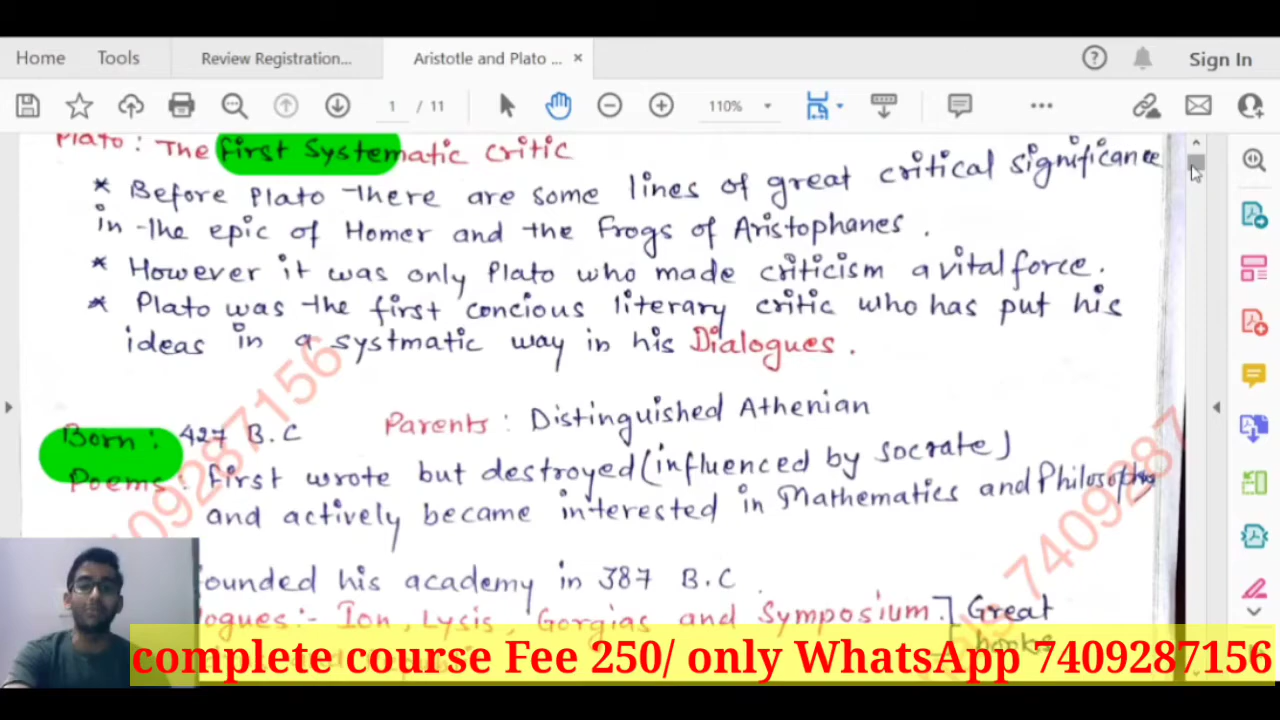 Home
Tools
Review Registration...
Aristotle and Plato ...
Sign In
1 / 11
110%
Plato: The First Systematic Critic
* Before Plato there are some lines of great critical significance
in the epic of Homer and the Frogs of Aristophanes.
* However it was only Plato who made criticism a vital force.
* Plato was the first concious literary critic who has put his
ideas in a systmatic way in his Dialogues.
Born: 427 B.C Parents: Distinguished Athenian
Poems: first wrote but destroyed (influenced by socrate)
and actively became interested in Mathematics and Philosophy
ounded his academy in 387 B.C.
ogues:- Ion, Lysis, Gorgias and Symposium.] Great
books
7409287156
complete course Fee 250/ only WhatsApp 7409287156